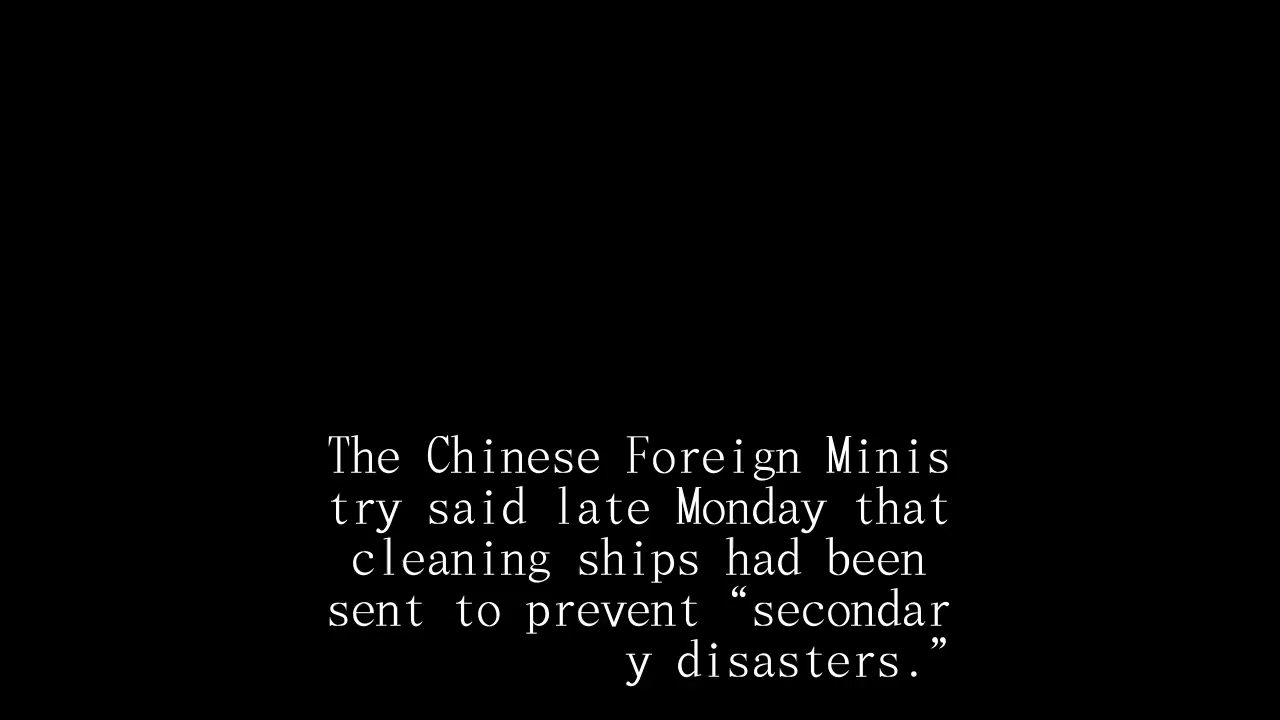 The Chinese Foreign Minis
try said late Monday that
cleaning ships had been
sent to prevent “secondar
y disasters.”